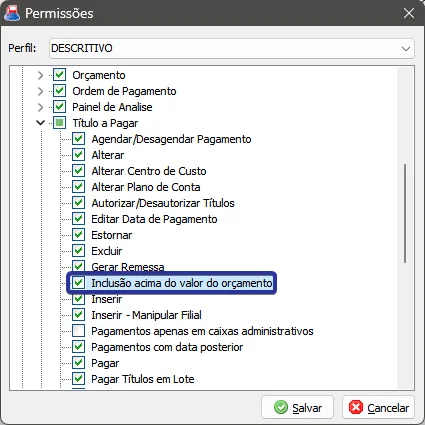 Permissões
Perfil: DESCRITIVO
Orçamento
Ordem de Pagamento
Painel de Analise
Título a Pagar
Agendar/Desagendar Pagamento
Alterar
Alterar Centro de Custo
Alterar Plano de Conta
Autorizar/Desautorizar Títulos
Editar Data de Pagamento
Estornar
Excluir
Gerar Remessa
Inclusão acima do valor do orçamento
Inserir
Inserir - Manipular Filial
Pagamentos apenas em caixas administrativos
Pagamentos com data posterior
Pagar
Pagar Títulos em Lote
Salvar Cancelar